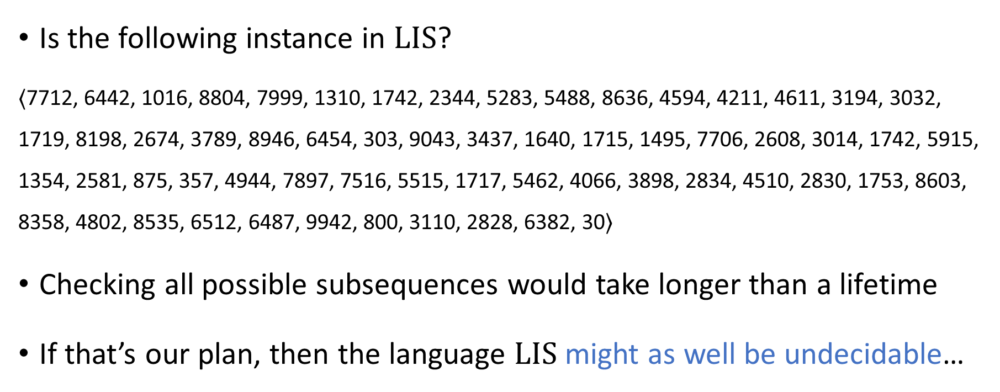 • Is the following instance in LIS?
⟨7712, 6442, 1016, 8804, 7999, 1310, 1742, 2344, 5283, 5488, 8636, 4594, 4211, 4611, 3194, 3032,
1719, 8198, 2674, 3789, 8946, 6454, 303, 9043, 3437, 1640, 1715, 1495, 7706, 2608, 3014, 1742, 5915,
1354, 2581, 875, 357, 4944, 7897, 7516, 5515, 1717, 5462, 4066, 3898, 2834, 4510, 2830, 1753, 8603,
8358, 4802, 8535, 6512, 6487, 9942, 800, 3110, 2828, 6382, 30⟩
• Checking all possible subsequences would take longer than a lifetime
• If that’s our plan, then the language LIS might as well be undecidable…